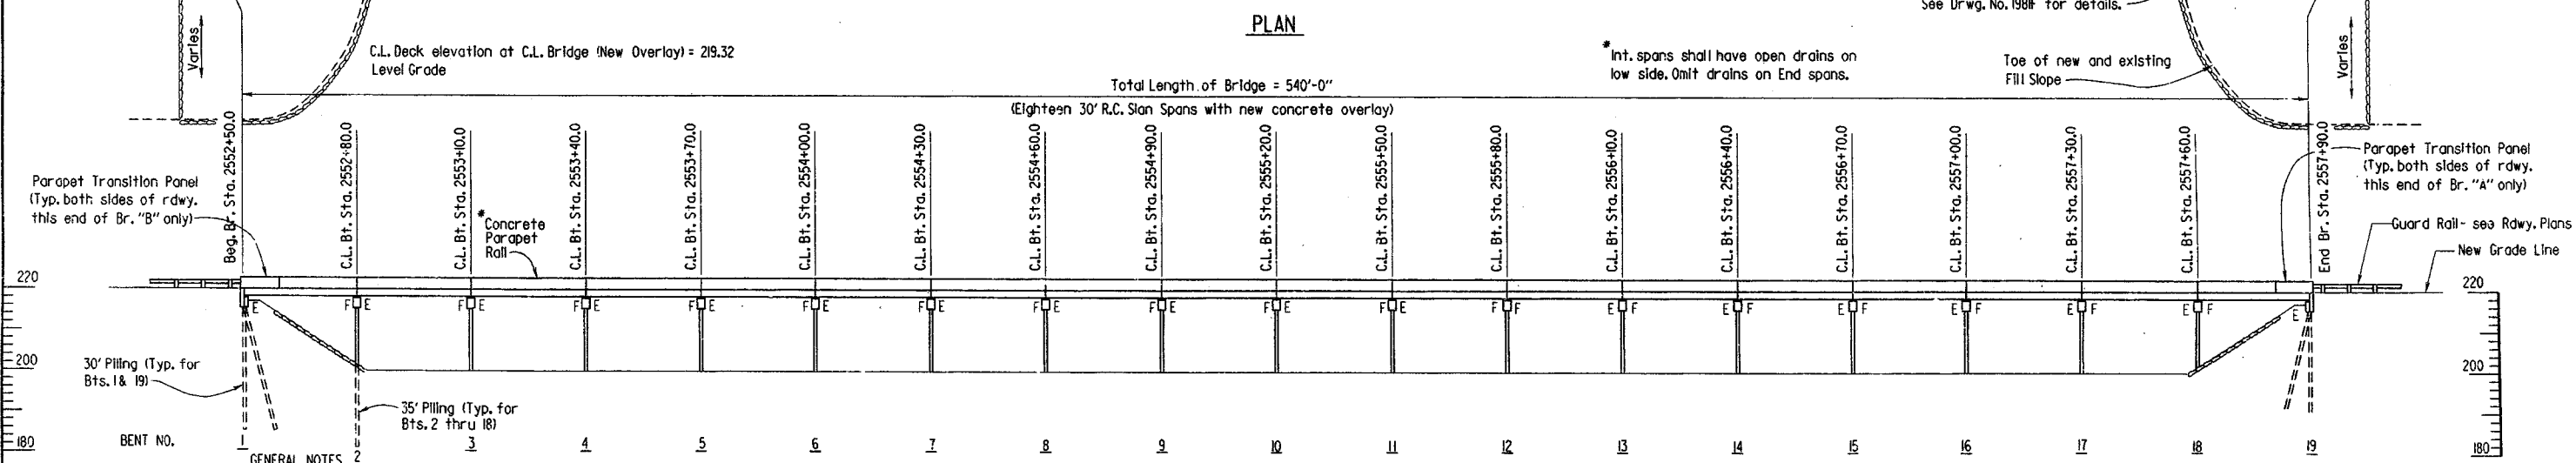 PLAN
See Drwg. No. 198 for details.
Varies
C.L. Deck elevation at C.L. Bridge (New Overlay) = 219.32
Level Grade
*Int. spans shall have open drains on
low side. Omit drains on End spans.
Toe of new and existing
Fill Slope
Varies
Total Length of Bridge = 540'-0"
(Eighteen 30' R.C. Slan Spans with new concrete overlay)
Beg. Br. Sta. 2552+50.0
C.L. Bt. Sta. 2552+80.0
C.L. Bt. Sta. 2553+10.0
C.L. Bt. Sta. 2553+40.0
C.L. Bt. Sta. 2553+70.0
C.L. Bt. Sta. 2554+00.0
C.L. Bt. Sta. 2554+30.0
C.L. Bt. Sta. 2554+60.0
C.L. Bt. Sta. 2554+90.0
C.L. Bt. Sta. 2555+20.0
C.L. Bt. Sta. 2555+50.0
C.L. Bt. Sta. 2555+80.0
C.L. Bt. Sta. 2556+10.0
C.L. Bt. Sta. 2556+40.0
C.L. Bt. Sta. 2556+70.0
C.L. Bt. Sta. 2557+00.0
C.L. Bt. Sta. 2557+30.0
C.L. Bt. Sta. 2557+60.0
End Br. Sta. 2557+90.0
Parapet Transition Panel
(Typ. both sides of rdwy.
this end of Br. "B" only)
*Concrete
Parapet
Rail
Parapet Transition Panel
(Typ. both sides of rdwy.
this end of Br. "A" only)
Guard Rail - see Rdwy. Plans
New Grade Line
220
220
E F E F E F E F E F E F E F E F E F E F E F E E F E F E F E F E F E F E
200
200
30' Piling (Typ. for
Bts. 1 & 19)
35' Piling (Typ. for
Bts. 2 thru 18)
180
BENT NO. 1 2 3 4 5 6 7 8 9 10 11 12 13 14 15 16 17 18 19
180
GENERAL NOTES